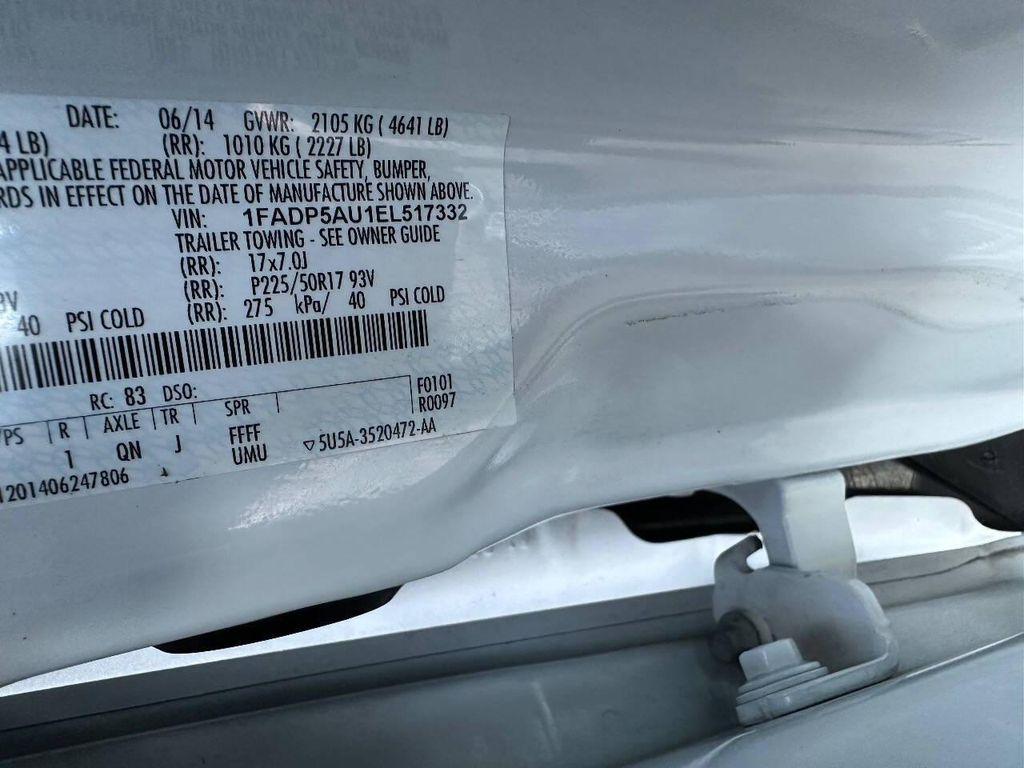 DATE: 06/14 GVWR: 2105 KG ( 4641 LB)
4 LB) (RR): 1010 KG ( 2227 LB)
APPLICABLE FEDERAL MOTOR VEHICLE SAFETY, BUMPER,
RDS IN EFFECT ON THE DATE OF MANUFACTURE SHOWN ABOVE.
VIN: 1FADP5AU1EL517332
TRAILER TOWING - SEE OWNER GUIDE
(RR): 17x7.0J
3V (RR): P225/50R17 93V
40 PSI COLD (RR): 275 kPa/ 40 PSI COLD
RC: 83 DSO: F0101
R0097
PS R AXLE TR SPR
1 QN J FFFF
UMU ▽5U5A-3520472-AA
1201406247806